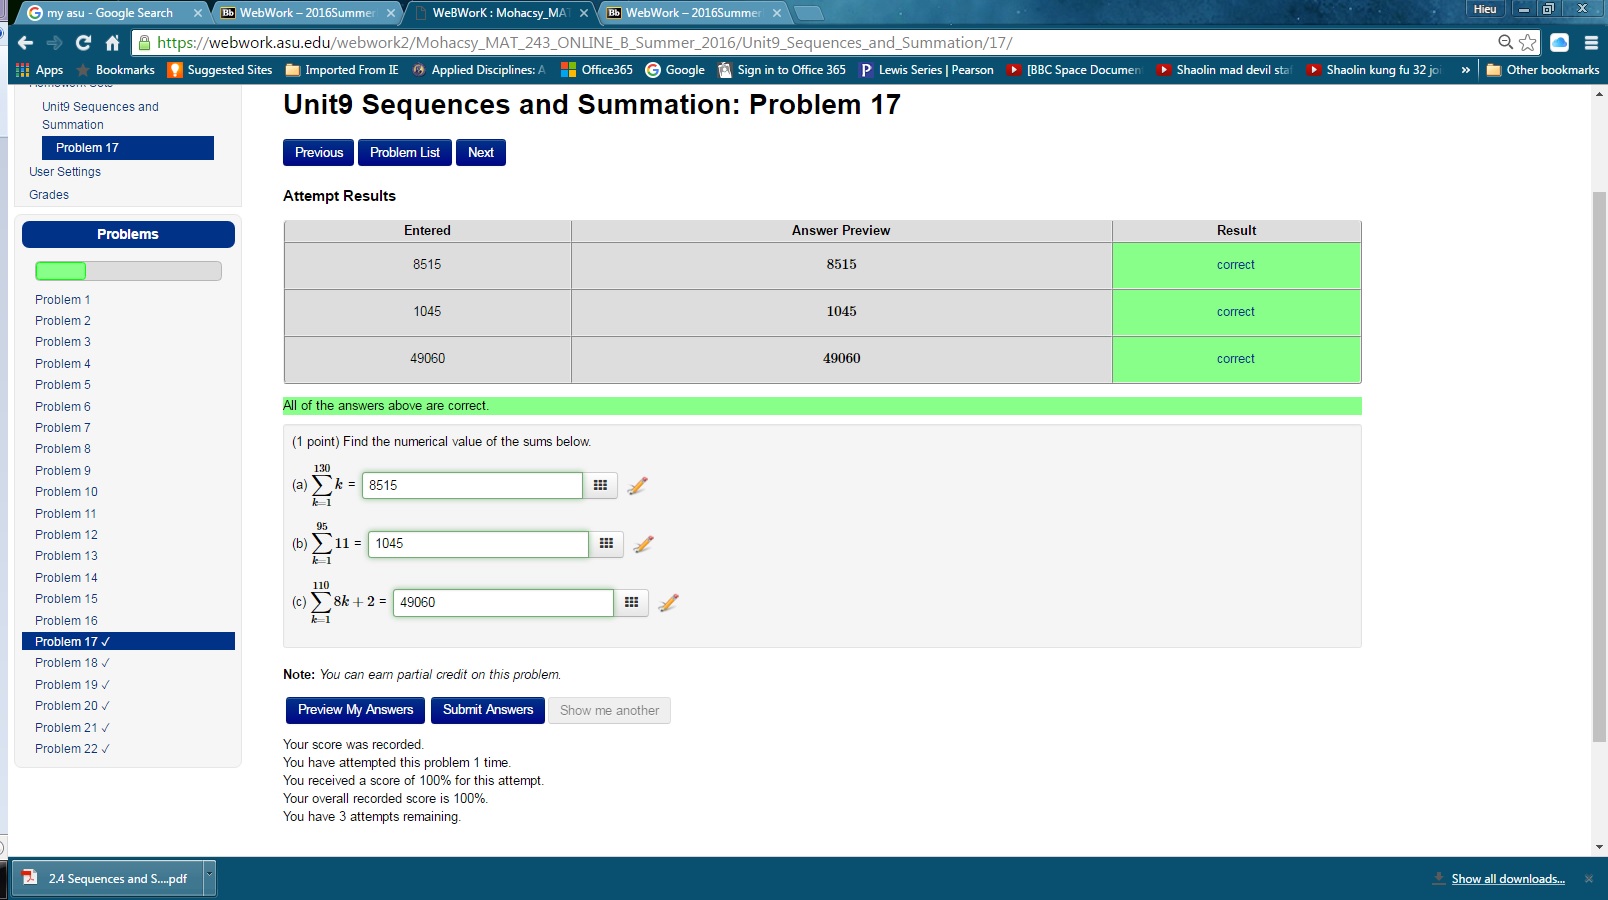 my asu - Google Search
WebWork – 2016Summer
WeBWorK : Mohacsy_MAT
WebWork – 2016Summer
Hieu
https://webwork.asu.edu/webwork2/Mohacsy_MAT_243_ONLINE_B_Summer_2016/Unit9_Sequences_and_Summation/17/
Apps Bookmarks Suggested Sites Imported From IE Applied Disciplines: A Office365 Google Sign in to Office 365 Lewis Series | Pearson [BBC Space Documen Shaolin mad devil sta Shaolin kung fu 32 joi » Other bookmarks
Homework Sets
Unit9 Sequences and
Summation
Problem 17
User Settings
Grades
Problems
Problem 1
Problem 2
Problem 3
Problem 4
Problem 5
Problem 6
Problem 7
Problem 8
Problem 9
Problem 10
Problem 11
Problem 12
Problem 13
Problem 14
Problem 15
Problem 16
Problem 17 ✓
Problem 18 ✓
Problem 19 ✓
Problem 20 ✓
Problem 21 ✓
Problem 22 ✓
Unit9 Sequences and Summation: Problem 17
Previous Problem List Next
Attempt Results
Entered Answer Preview Result
8515 8515 correct
1045 1045 correct
49060 49060 correct
All of the answers above are correct.
(1 point) Find the numerical value of the sums below.
130
(a) ∑ k = 8515
k=1
95
(b) ∑ 11 = 1045
k=1
110
(c) ∑ 8k + 2 = 49060
k=1
Note: You can earn partial credit on this problem.
Preview My Answers Submit Answers Show me another
Your score was recorded.
You have attempted this problem 1 time.
You received a score of 100% for this attempt.
Your overall recorded score is 100%.
You have 3 attempts remaining.
2.4 Sequences and S....pdf
Show all downloads...